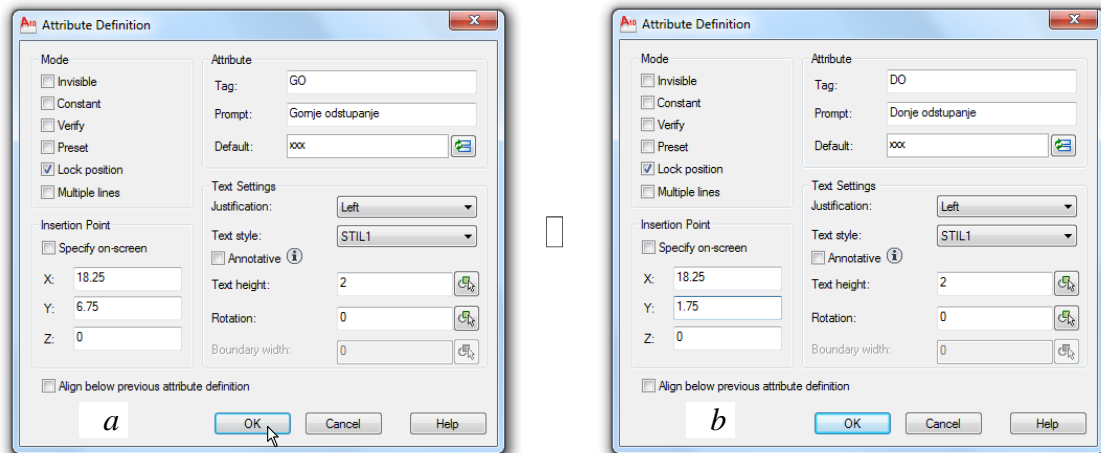 A10 Attribute Definition
Mode
Invisible
Constant
Verify
Preset
Lock position
Multiple lines
Attribute
Tag: GO
Prompt: Gornje odstupanje
Default: xxx
Insertion Point
Specify on-screen
X: 18.25
Y: 6.75
Z: 0
Text Settings
Justification: Left
Text style: STIL1
Annotative
Text height: 2
Rotation: 0
Boundary width: 0
Align below previous attribute definition
a
OK Cancel Help
A10 Attribute Definition
Mode
Invisible
Constant
Verify
Preset
Lock position
Multiple lines
Attribute
Tag: DO
Prompt: Donje odstupanje
Default: xxx
Insertion Point
Specify on-screen
X: 18.25
Y: 1.75
Z: 0
Text Settings
Justification: Left
Text style: STIL1
Annotative
Text height: 2
Rotation: 0
Boundary width: 0
Align below previous attribute definition
b
OK Cancel Help